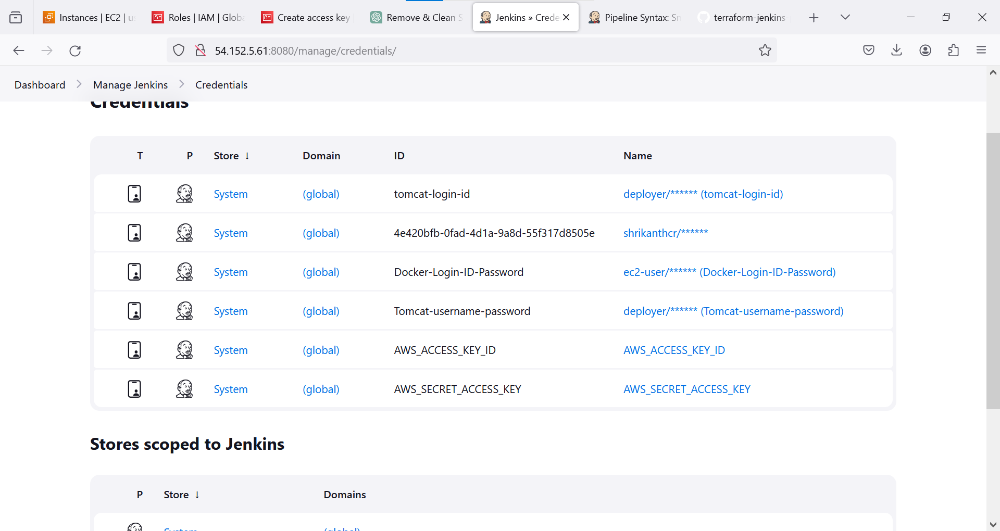 Instances | EC2 | us
Roles | IAM | Globa
Create access key
Remove & Clean S
Jenkins » Crede
Pipeline Syntax: Sn
terraform-jenkins-
54.152.5.61:8080/manage/credentials/
Dashboard Manage Jenkins Credentials
Credentials
T P Store ↓ Domain ID Name
System (global) tomcat-login-id deployer/****** (tomcat-login-id)
System (global) 4e420bfb-0fad-4d1a-9a8d-55f317d8505e shrikanthcr/******
System (global) Docker-Login-ID-Password ec2-user/****** (Docker-Login-ID-Password)
System (global) Tomcat-username-password deployer/****** (Tomcat-username-password)
System (global) AWS_ACCESS_KEY_ID AWS_ACCESS_KEY_ID
System (global) AWS_SECRET_ACCESS_KEY AWS_SECRET_ACCESS_KEY
Stores scoped to Jenkins
P Store ↓ Domains
System (global)